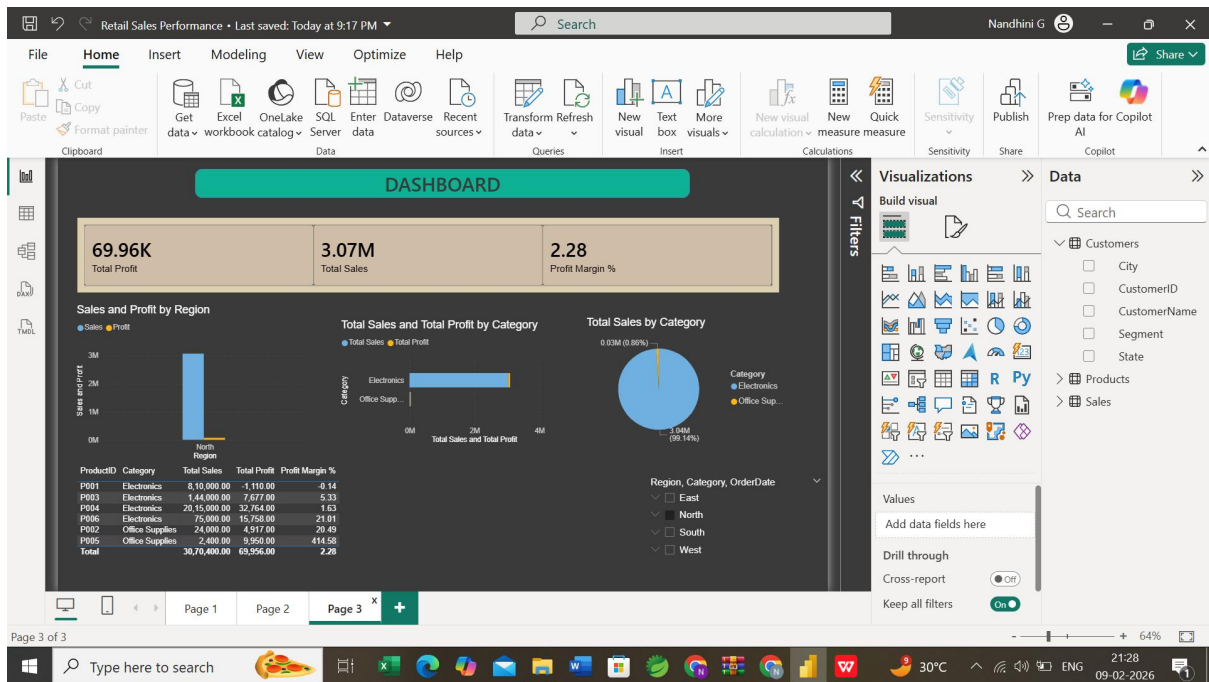 Retail Sales Performance • Last saved: Today at 9:17 PM
Search
Nandhini G
File Home Insert Modeling View Optimize Help
Share
Paste
Cut
Copy
Format painter
Clipboard
Get data
Excel workbook
OneLake catalog
SQL Server
Enter data
Dataverse
Recent sources
Data
Transform data
Refresh
Queries
New visual
Text box
More visuals
Insert
New visual calculation
New measure
Quick measure
Calculations
Sensitivity
Sensitivity
Publish
Share
Prep data for AI
Copilot
Copilot
DASHBOARD
69.96K
Total Profit
3.07M
Total Sales
2.28
Profit Margin %
Sales and Profit by Region
Sales Profit
Sales and Profit
3M
2M
1M
0M
North
Region
Total Sales and Total Profit by Category
Total Sales Total Profit
Category
Electronics
Office Supp...
0M 2M 4M
Total Sales and Total Profit
Total Sales by Category
0.03M (0.86%)
3.04M
(99.14%)
Category
Electronics
Office Sup...
ProductID Category Total Sales Total Profit Profit Margin %
P001 Electronics 8,10,000.00 -1,110.00 -0.14
P003 Electronics 1,44,000.00 7,677.00 5.33
P004 Electronics 20,15,000.00 32,764.00 1.63
P006 Electronics 75,000.00 15,758.00 21.01
P002 Office Supplies 24,000.00 4,917.00 20.49
P005 Office Supplies 2,400.00 9,950.00 414.58
Total 30,70,400.00 69,956.00 2.28
Region, Category, OrderDate
East
North
South
West
Filters
Visualizations
Build visual
R Py
123
Values
Add data fields here
Drill through
Cross-report Off
Keep all filters On
Data
Search
Customers
City
CustomerID
CustomerName
Segment
State
Products
Sales
DAX
TMDL
Page 1 Page 2 Page 3 x +
Page 3 of 3
- + 64%
Type here to search
9
30°C
ENG
21:28
09-02-2026
1